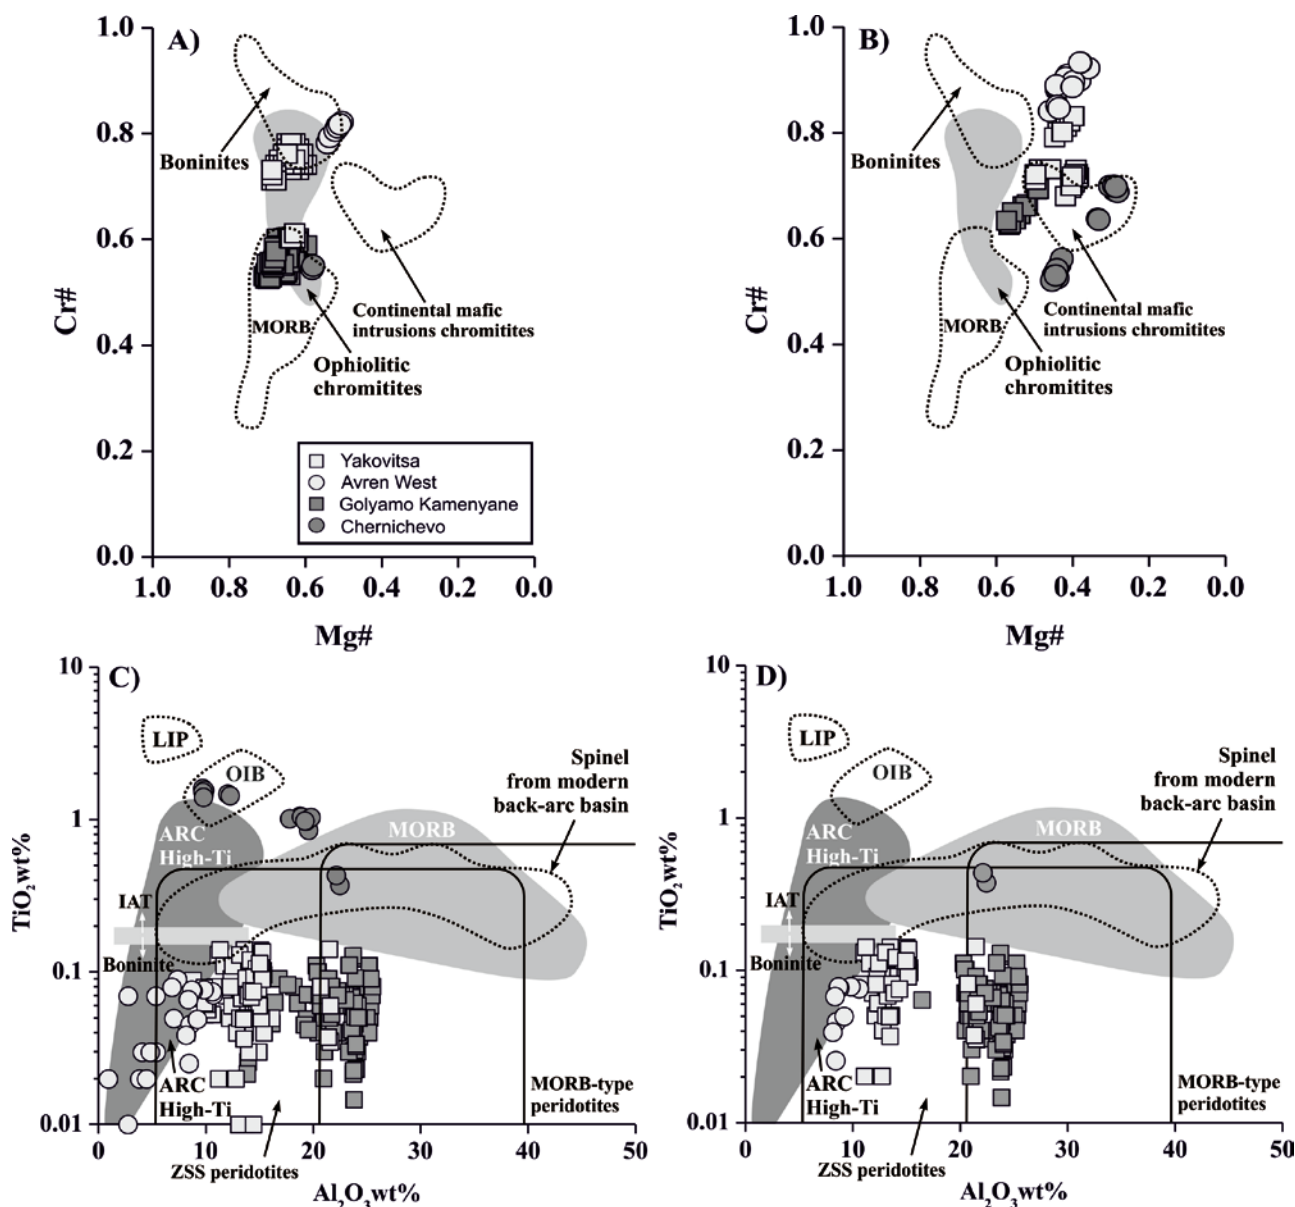 A)
1.0
0.8
0.6
0.4
0.2
0.0
Cr#
Boninites
Continental mafic
intrusions chromitites
MORB
Ophiolitic
chromitites
Yakovitsa
Avren West
Golyamo Kamenyane
Chernichevo
1.0 0.8 0.6 0.4 0.2 0.0
Mg#
B)
1.0
0.8
0.6
0.4
0.2
0.0
Cr#
Boninites
Continental mafic
intrusions chromitites
MORB
Ophiolitic
chromitites
1.0 0.8 0.6 0.4 0.2 0.0
Mg#
C)
10
1
0.1
0.01
TiO2wt%
LIP
OIB
Spinel
from modern
back-arc basin
ARC
High-Ti
MORB
IAT
Boninite
ARC
High-Ti
MORB-type
peridotites
ZSS peridotites
0 10 20 30 40 50
Al2O3wt%
D)
10
1
0.1
0.01
TiO2wt%
LIP
OIB
Spinel
from modern
back-arc basin
ARC
High-Ti
MORB
IAT
Boninite
ARC
High-Ti
MORB-type
peridotites
ZSS peridotites
0 10 20 30 40 50
Al2O3wt%